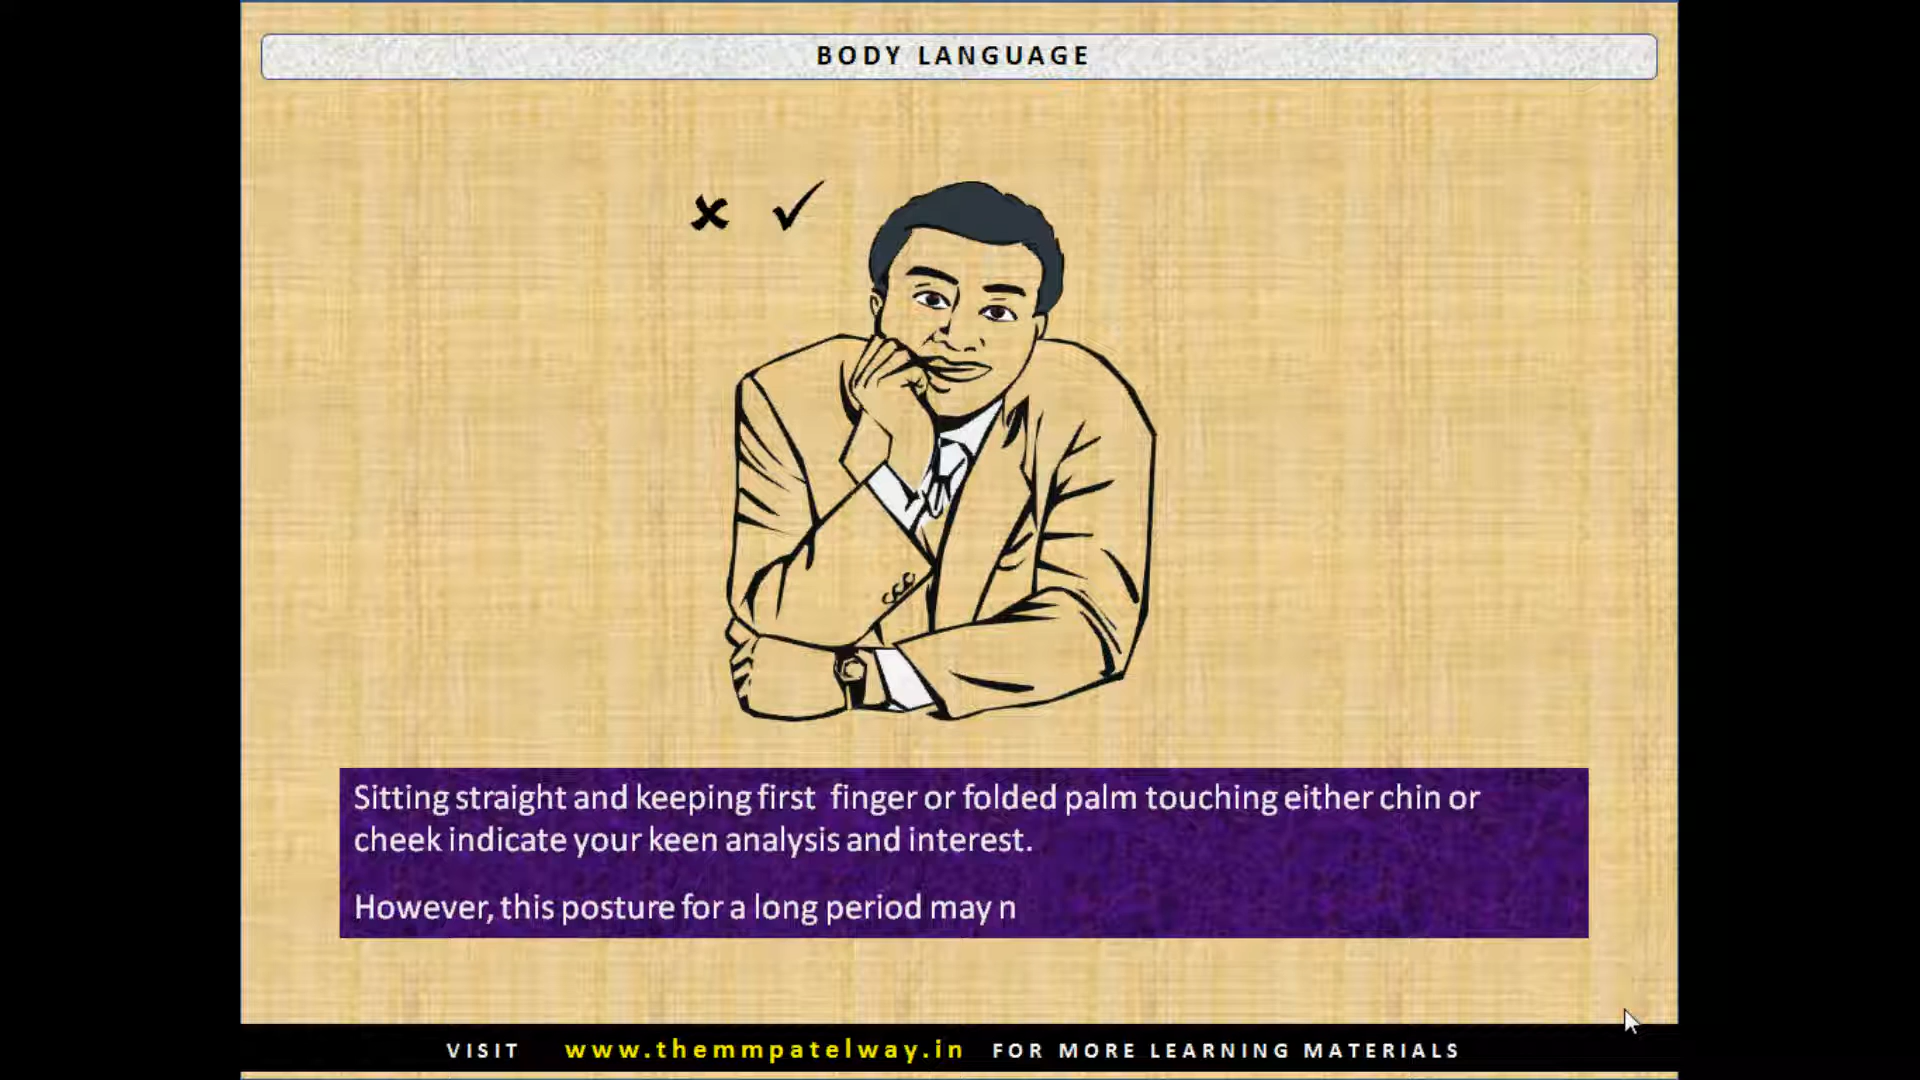 BODY LANGUAGE
Sitting straight and keeping first finger or folded palm touching either chin or
cheek indicate your keen analysis and interest.
However, this posture for a long period may n
VISIT www.themmpatelway.in FOR MORE LEARNING MATERIALS